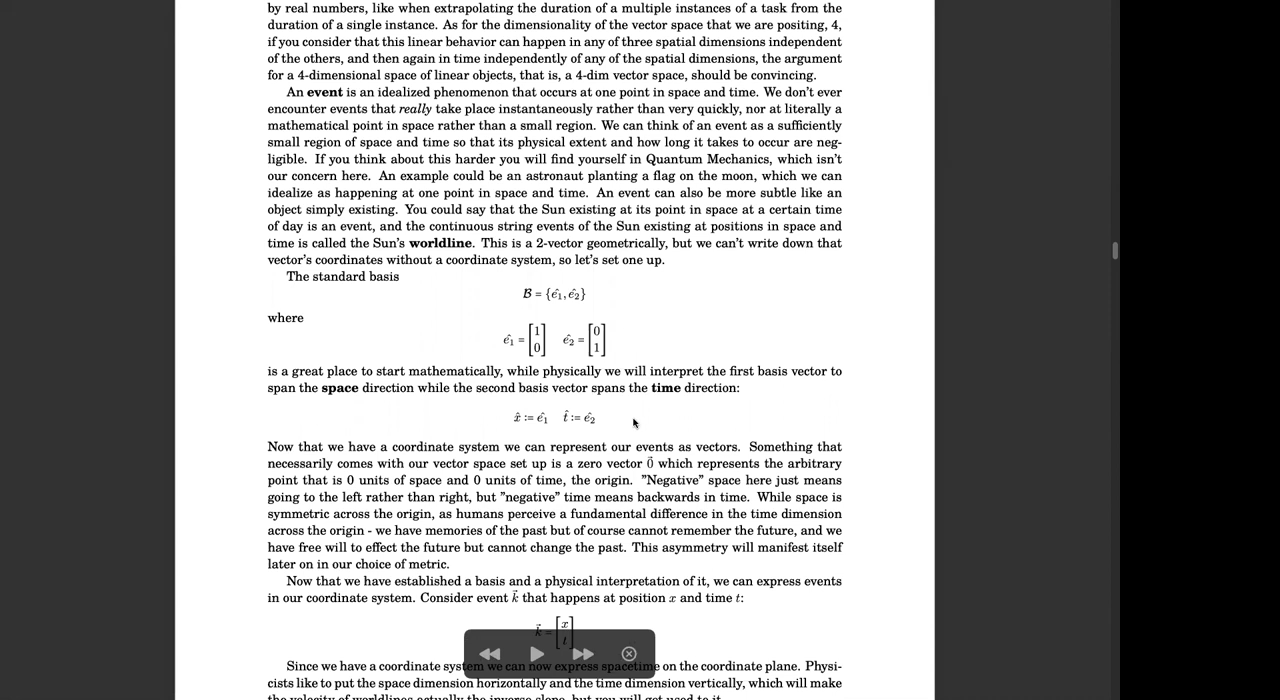 by real numbers, like when extrapolating the duration of a multiple instances of a task from the
duration of a single instance. As for the dimensionality of the vector space that we are positing, 4,
if you consider that this linear behavior can happen in any of three spatial dimensions independent
of the others, and then again in time independently of any of the spatial dimensions, the argument
for a 4-dimensional space of linear objects, that is, a 4-dim vector space, should be convincing.
An event is an idealized phenomenon that occurs at one point in space and time. We don't ever
encounter events that really take place instantaneously rather than very quickly, nor at literally a
mathematical point in space rather than a small region. We can think of an event as a sufficiently
small region of space and time so that its physical extent and how long it takes to occur are neg-
ligible. If you think about this harder you will find yourself in Quantum Mechanics, which isn't
our concern here. An example could be an astronaut planting a flag on the moon, which we can
idealize as happening at one point in space and time. An event can also be more subtle like an
object simply existing. You could say that the Sun existing at its point in space at a certain time
of day is an event, and the continuous string events of the Sun existing at positions in space and
time is called the Sun's worldline. This is a 2-vector geometrically, but we can't write down that
vector's coordinates without a coordinate system, so let's set one up.
The standard basis
ℬ = {ê₁, ê₂}
where
ê₁ = [1 0] ê₂ = [0 1]
is a great place to start mathematically, while physically we will interpret the first basis vector to
span the space direction while the second basis vector spans the time direction:
x̂ := ê₁ t̂ := ê₂
Now that we have a coordinate system we can represent our events as vectors. Something that
necessarily comes with our vector space set up is a zero vector 0⃗ which represents the arbitrary
point that is 0 units of space and 0 units of time, the origin. "Negative" space here just means
going to the left rather than right, but "negative" time means backwards in time. While space is
symmetric across the origin, as humans perceive a fundamental difference in the time dimension
across the origin - we have memories of the past but of course cannot remember the future, and we
have free will to effect the future but cannot change the past. This asymmetry will manifest itself
later on in our choice of metric.
Now that we have established a basis and a physical interpretation of it, we can express events
in our coordinate system. Consider event k⃗ that happens at position x and time t:
k⃗ = [x t]
Since we have a coordinate system we can now express spacetime on the coordinate plane. Physi-
cists like to put the space dimension horizontally and the time dimension vertically, which will make
the velocity of worldlines actually the inverse slope, but you will get used to it.